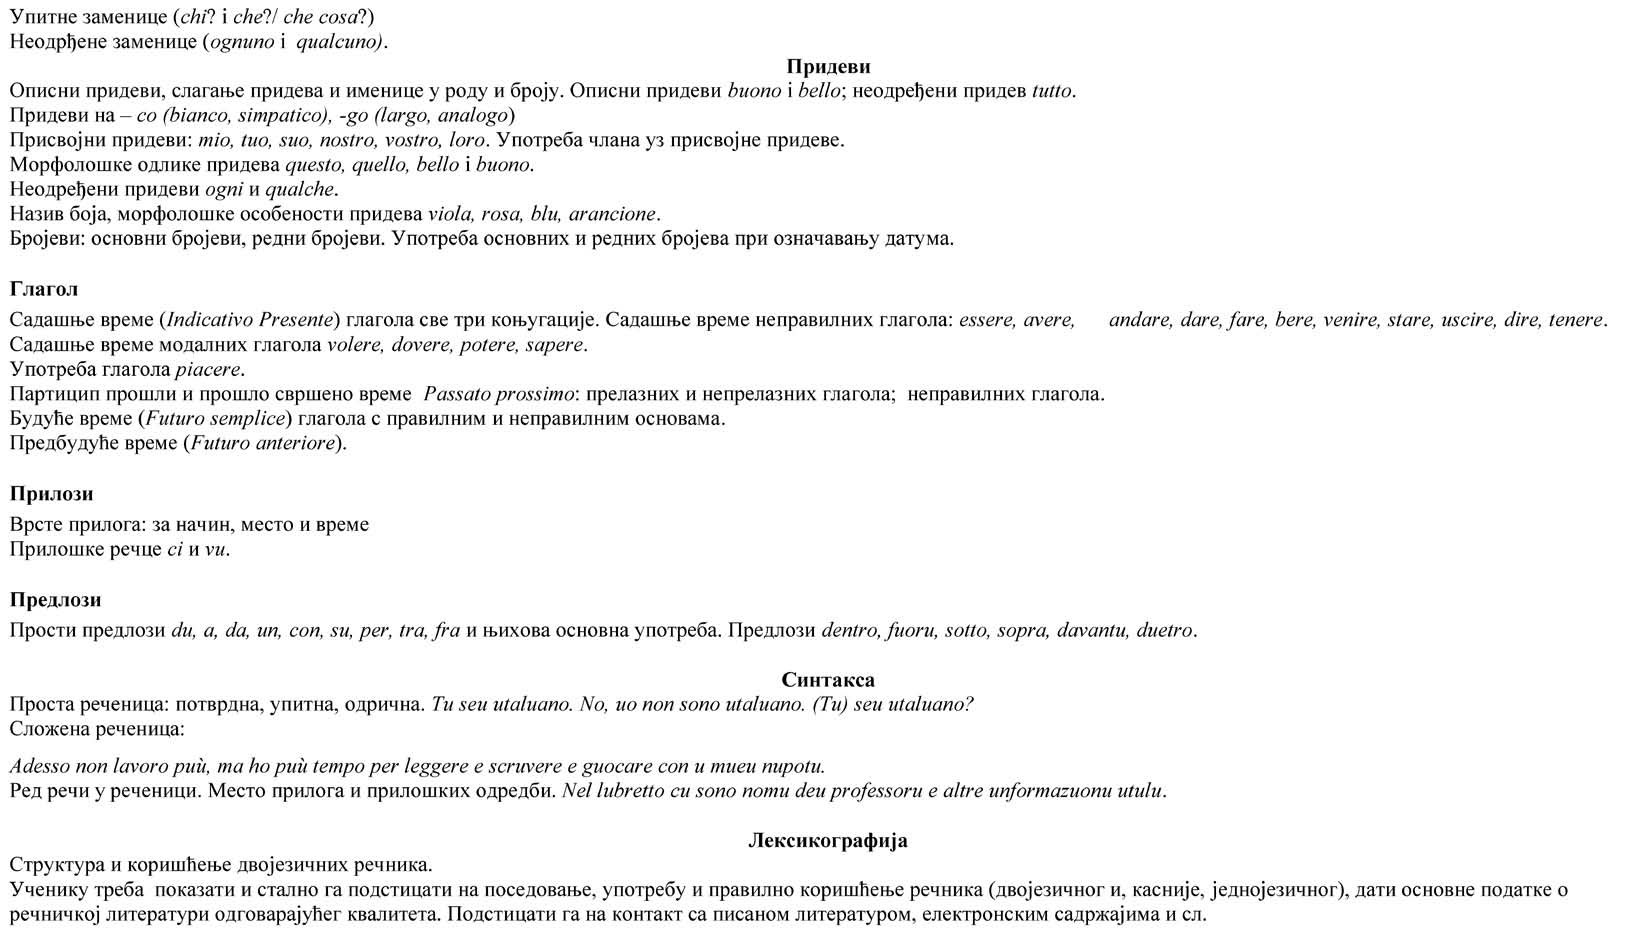 Упитне заменице (chi? i che?/ che cosa?)
Неодрђене заменице (ognuno i  qualcuno).
Придеви
Описни придеви, слагање придева и именице у роду и броју. Описни придеви buono i bello; неодређени придев tutto.
Придеви на – co (bianco, simpatico), -go (largo, analogo)
Присвојни придеви: mio, tuo, suo, nostro, vostro, loro. Употреба члана уз присвојне придеве.
Морфолошке одлике придева questo, quello, bello i buono.
Неодређени придеви ogni и qualche.
Назив боја, морфолошке особености придева viola, rosa, blu, arancione.
Бројеви: основни бројеви, редни бројеви. Употреба основних и редних бројева при означавању датума.
Глагол
Садашње време (Indicativo Presente) глагола све три коњугације. Садашње време неправилних глагола: essere, avere,      andare, dare, fare, bere, venire, stare, uscire, dire, tenere.
Садашње време модалних глагола volere, dovere, potere, sapere.
Употреба глагола piacere.
Партицип прошли и прошло свршено време  Passato prossimo: прелазних и непрелазних глагола;  неправилних глагола.
Будуће време (Futuro semplice) глагола с правилним и неправилним основама.
Предбудуће време (Futuro anteriore).
Прилози
Врсте прилога: за начин, место и време
Прилошке речце ci и vu.
Предлози
Прости предлози du, a, da, un, con, su, per, tra, fra и њихова основна употреба. Предлози dentro, fuoru, sotto, sopra, davantu, duetro.
Синтакса
Проста реченица: потврдна, упитна, одрична. Tu seu utaluano. No, uo non sono utaluano. (Tu) seu utaluano?
Сложена реченица:
Adesso non lavoro puù, ma ho puù tempo per leggere e scruvere e guocare con u mueu nupotu.
Ред речи у реченици. Место прилога и прилошких одредби. Nel lubretto cu sono nomu deu professoru e altre unformazuonu utulu.
Лексикографија
Структура и коришћење двојезичних речника.
Ученику треба  показати и стално га подстицати на поседовање, употребу и правилно коришћење речника (двојезичног и, касније, једнојезичног), дати основне податке о
речничкој литератури одговарајућег квалитета. Подстицати га на контакт са писаном литературом, електронским садржајима и сл.